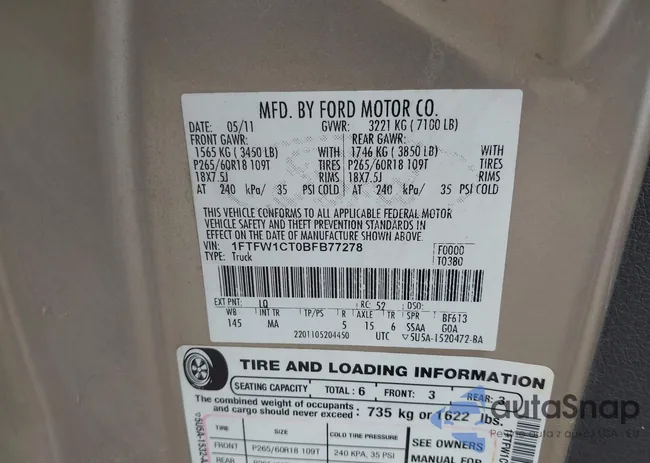 MFD. BY FORD MOTOR CO.
DATE: 05/11 GVWR: 3221 KG ( 7100 LB)
FRONT GAWR: REAR GAWR:
1565 KG ( 3450 LB) WITH 1746 KG ( 3850 LB) WITH
P265/60R18 109T TIRES P265/60R18 109T TIRES
18X7.5J RIMS 18X7.5J RIMS
AT 240 kPa/ 35 PSI COLD AT 240 kPa/ 35 PSI COLD
THIS VEHICLE CONFORMS TO ALL APPLICABLE FEDERAL MOTOR
VEHICLE SAFETY AND THEFT PREVENTION STANDARDS IN
EFFECT ON THE DATE OF MANUFACTURE SHOWN ABOVE.
VIN: 1FTFW1CT0BFB77278 F0000
TYPE: Truck T0380
EXT PNT: LQ RC: 52 DSO:
WB INT TR TP/PS R AXLE TR SPR BF613
145 MA 5 15 6 SSAA GOA
2201105204450 UTC 5U5A-1520472-BA
TIRE AND LOADING INFORMATION
SEATING CAPACITY TOTAL: 6 FRONT: 3 REAR: 3
The combined weight of occupants
and cargo should never exceed: 735 kg or 1622 lbs.
TIRE SIZE COLD TIRE PRESSURE SEE OWNERS
FRONT P265/60R18 109T 240 KPA, 35 PSI MANUAL FOR
REAR
autoSnap